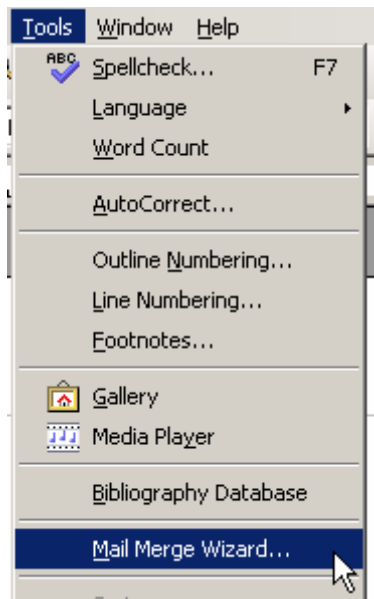 Tools Window Help
ABC Spellcheck... F7
Language
Word Count
AutoCorrect...
Outline Numbering...
Line Numbering...
Footnotes...
Gallery
Media Player
Bibliography Database
Mail Merge Wizard...